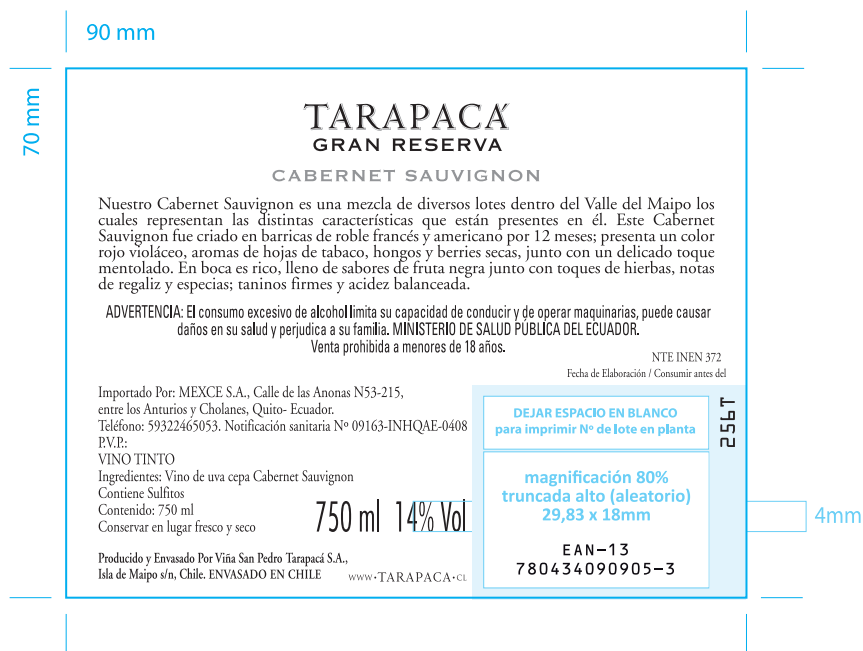 90 mm
70 mm
TARAPACÁ
GRAN RESERVA
CABERNET SAUVIGNON
Nuestro Cabernet Sauvignon es una mezcla de diversos lotes dentro del Valle del Maipo los
cuales representan las distintas características que están presentes en él. Este Cabernet
Sauvignon fue criado en barricas de roble francés y americano por 12 meses; presenta un color
rojo violáceo, aromas de hojas de tabaco, hongos y berries secas, junto con un delicado toque
mentolado. En boca es rico, lleno de sabores de fruta negra junto con toques de hierbas, notas
de regaliz y especias; taninos firmes y acidez balanceada.
ADVERTENCIA: El consumo excesivo de alcohol limita su capacidad de conducir y de operar maquinarias, puede causar
daños en su salud y perjudica a su familia. MINISTERIO DE SALUD PÚBLICA DEL ECUADOR.
Venta prohibida a menores de 18 años.
NTE INEN 372
Fecha de Elaboración / Consumir antes del
Importado Por: MEXCE S.A., Calle de las Anonas N53-215,
entre los Anturios y Cholanes, Quito- Ecuador.
Teléfono: 59322465053. Notificación sanitaria Nº 09163-INHQAE-0408
P.V.P.:
VINO TINTO
Ingredientes: Vino de uva cepa Cabernet Sauvignon
Contiene Sulfitos
Contenido: 750 ml
Conservar en lugar fresco y seco
750 ml 14% Vol
Producido y Envasado Por Viña San Pedro Tarapacá S.A.,
Isla de Maipo s/n, Chile. ENVASADO EN CHILE
WWW•TARAPACA•CL
DEJAR ESPACIO EN BLANCO
para imprimir Nº de lote en planta
256T
magnificación 80%
truncada alto (aleatorio)
29,83 x 18mm
EAN-13
780434090905-3
4mm